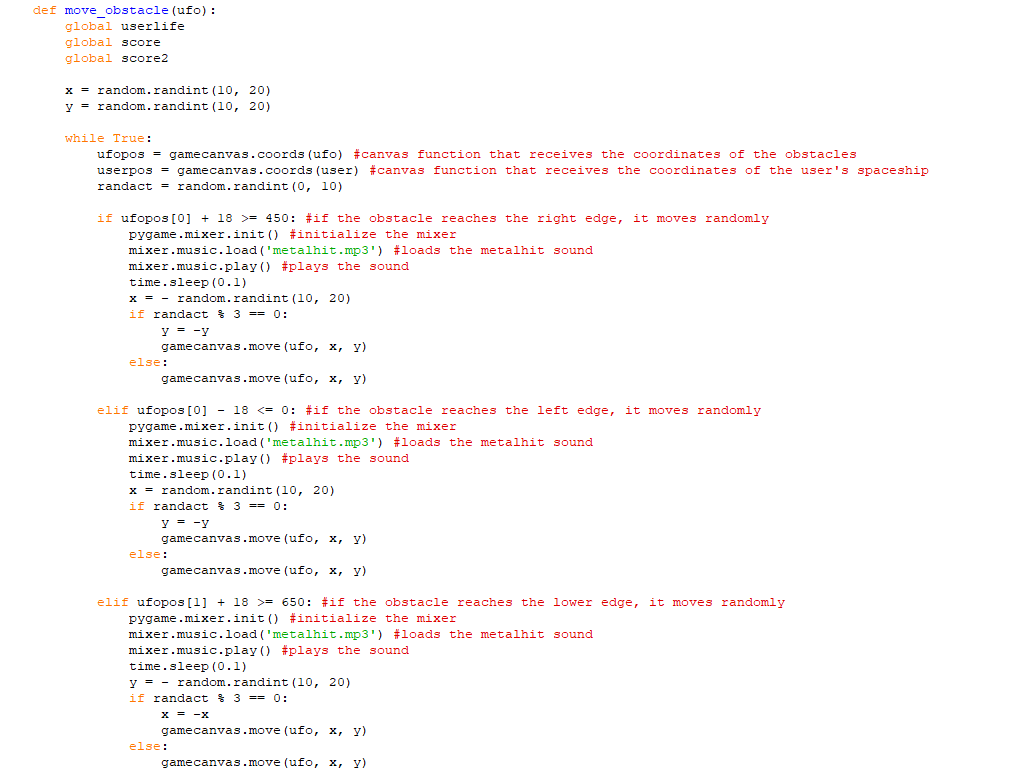 def move_obstacle(ufo):
    global userlife
    global score
    global score2

    x = random.randint(10, 20)
    y = random.randint(10, 20)

    while True:
        ufopos = gamecanvas.coords(ufo) #canvas function that receives the coordinates of the obstacles
        userpos = gamecanvas.coords(user) #canvas function that receives the coordinates of the user's spaceship
        randact = random.randint(0, 10)

        if ufopos[0] + 18 >= 450: #if the obstacle reaches the right edge, it moves randomly
            pygame.mixer.init() #initialize the mixer
            mixer.music.load('metalhit.mp3') #loads the metalhit sound
            mixer.music.play() #plays the sound
            time.sleep(0.1)
            x = - random.randint(10, 20)
            if randact % 3 == 0:
                y = -y
                gamecanvas.move(ufo, x, y)
            else:
                gamecanvas.move(ufo, x, y)

        elif ufopos[0] - 18 <= 0: #if the obstacle reaches the left edge, it moves randomly
            pygame.mixer.init() #initialize the mixer
            mixer.music.load('metalhit.mp3') #loads the metalhit sound
            mixer.music.play() #plays the sound
            time.sleep(0.1)
            x = random.randint(10, 20)
            if randact % 3 == 0:
                y = -y
                gamecanvas.move(ufo, x, y)
            else:
                gamecanvas.move(ufo, x, y)

        elif ufopos[1] + 18 >= 650: #if the obstacle reaches the lower edge, it moves randomly
            pygame.mixer.init() #initialize the mixer
            mixer.music.load('metalhit.mp3') #loads the metalhit sound
            mixer.music.play() #plays the sound
            time.sleep(0.1)
            y = - random.randint(10, 20)
            if randact % 3 == 0:
                x = -x
                gamecanvas.move(ufo, x, y)
            else:
                gamecanvas.move(ufo, x, y)